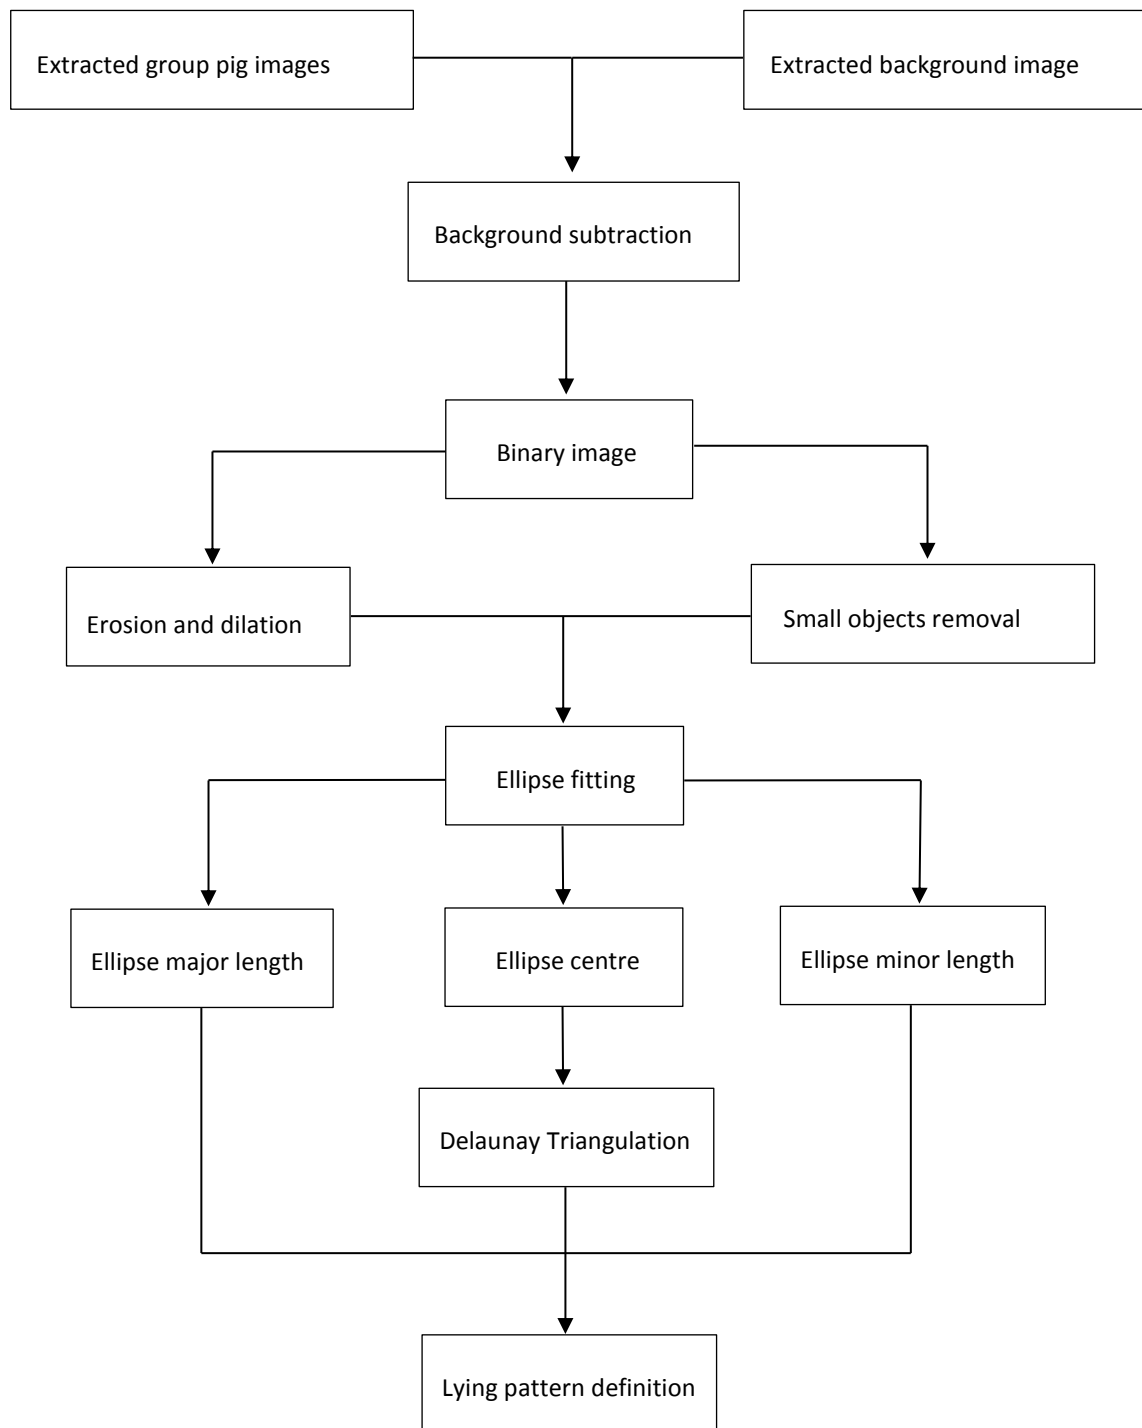 Extracted group pig images
Extracted background image
Background subtraction
Binary image
Erosion and dilation
Small objects removal
Ellipse fitting
Ellipse major length
Ellipse centre
Ellipse minor length
Delaunay Triangulation
Lying pattern definition